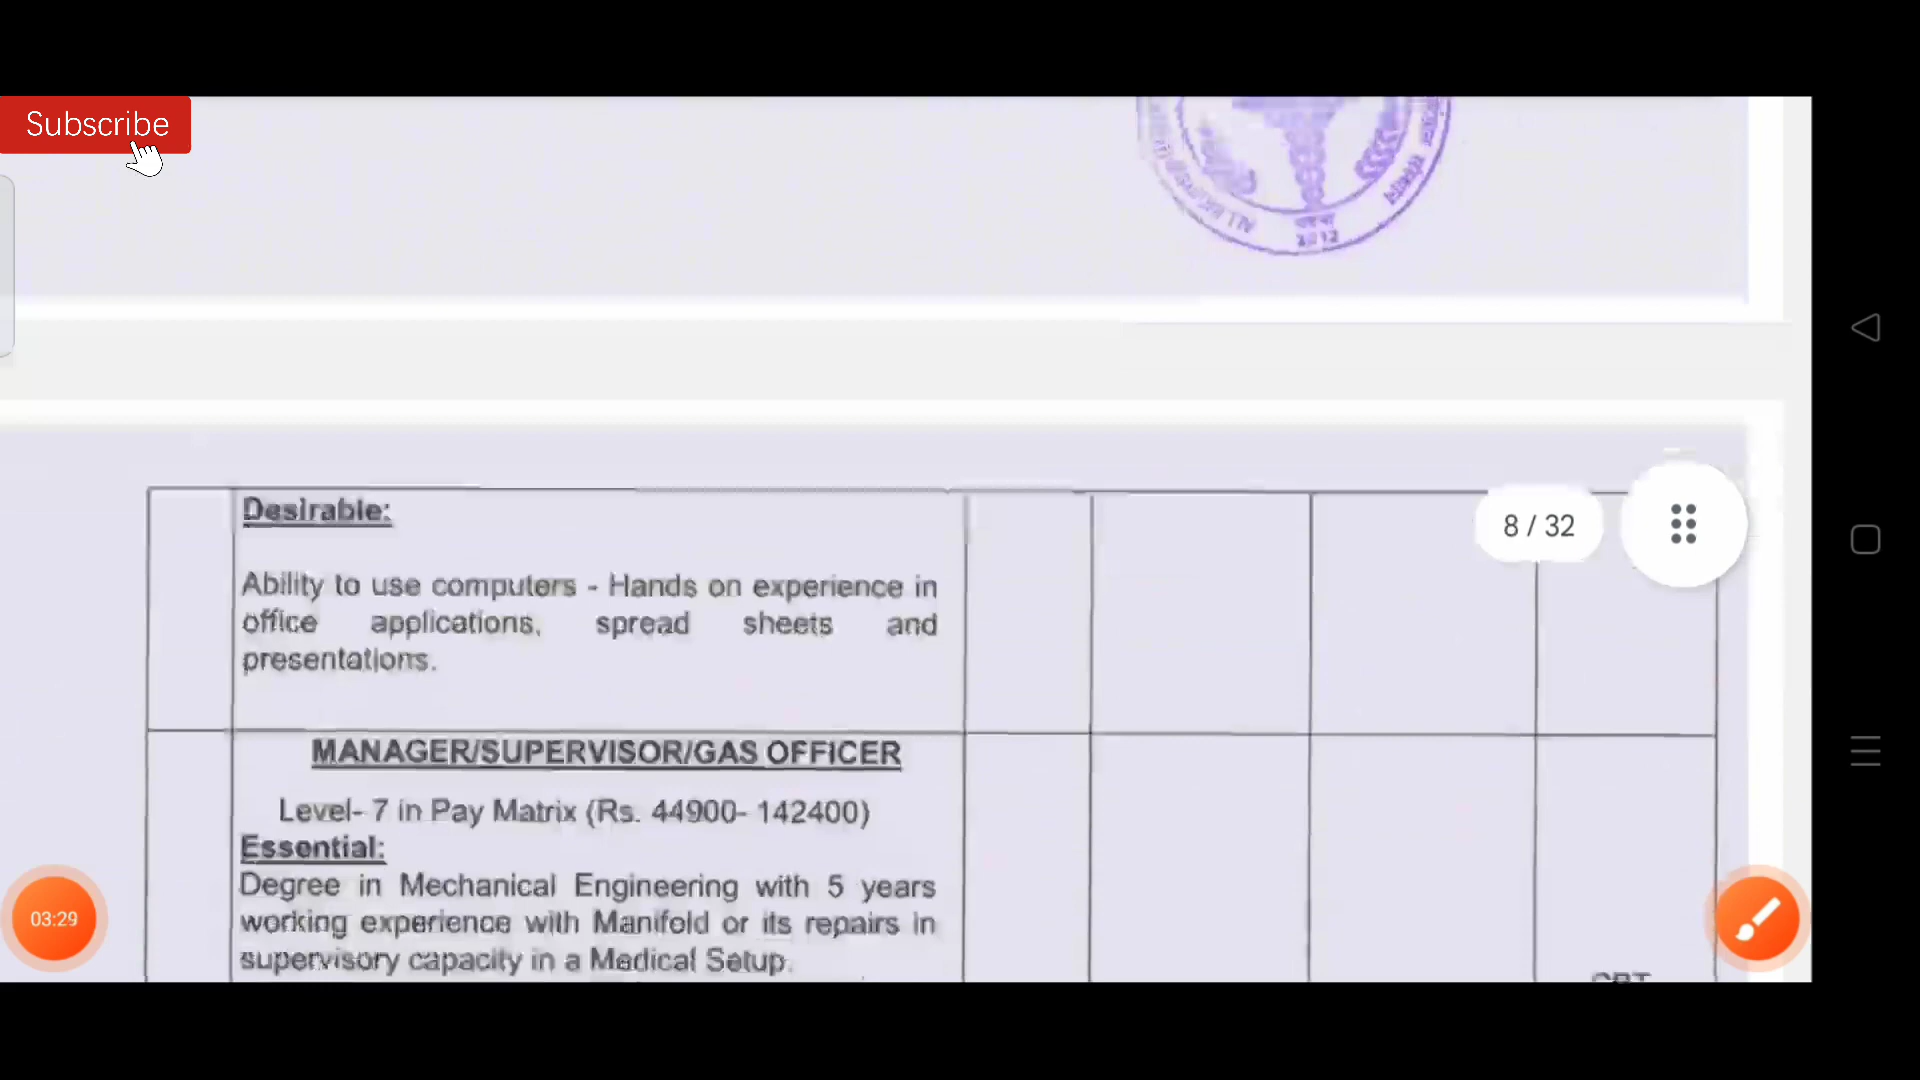 Subscribe
2012
8 / 32
Desirable:
Ability to use computers - Hands on experience in
office applications, spread sheets and
presentations.
MANAGER/SUPERVISOR/GAS OFFICER
Level- 7 in Pay Matrix (Rs. 44900- 142400)
Essential:
Degree in Mechanical Engineering with 5 years
working experience with Manifold or its repairs in
supervisory capacity in a Medical Setup.
03:29